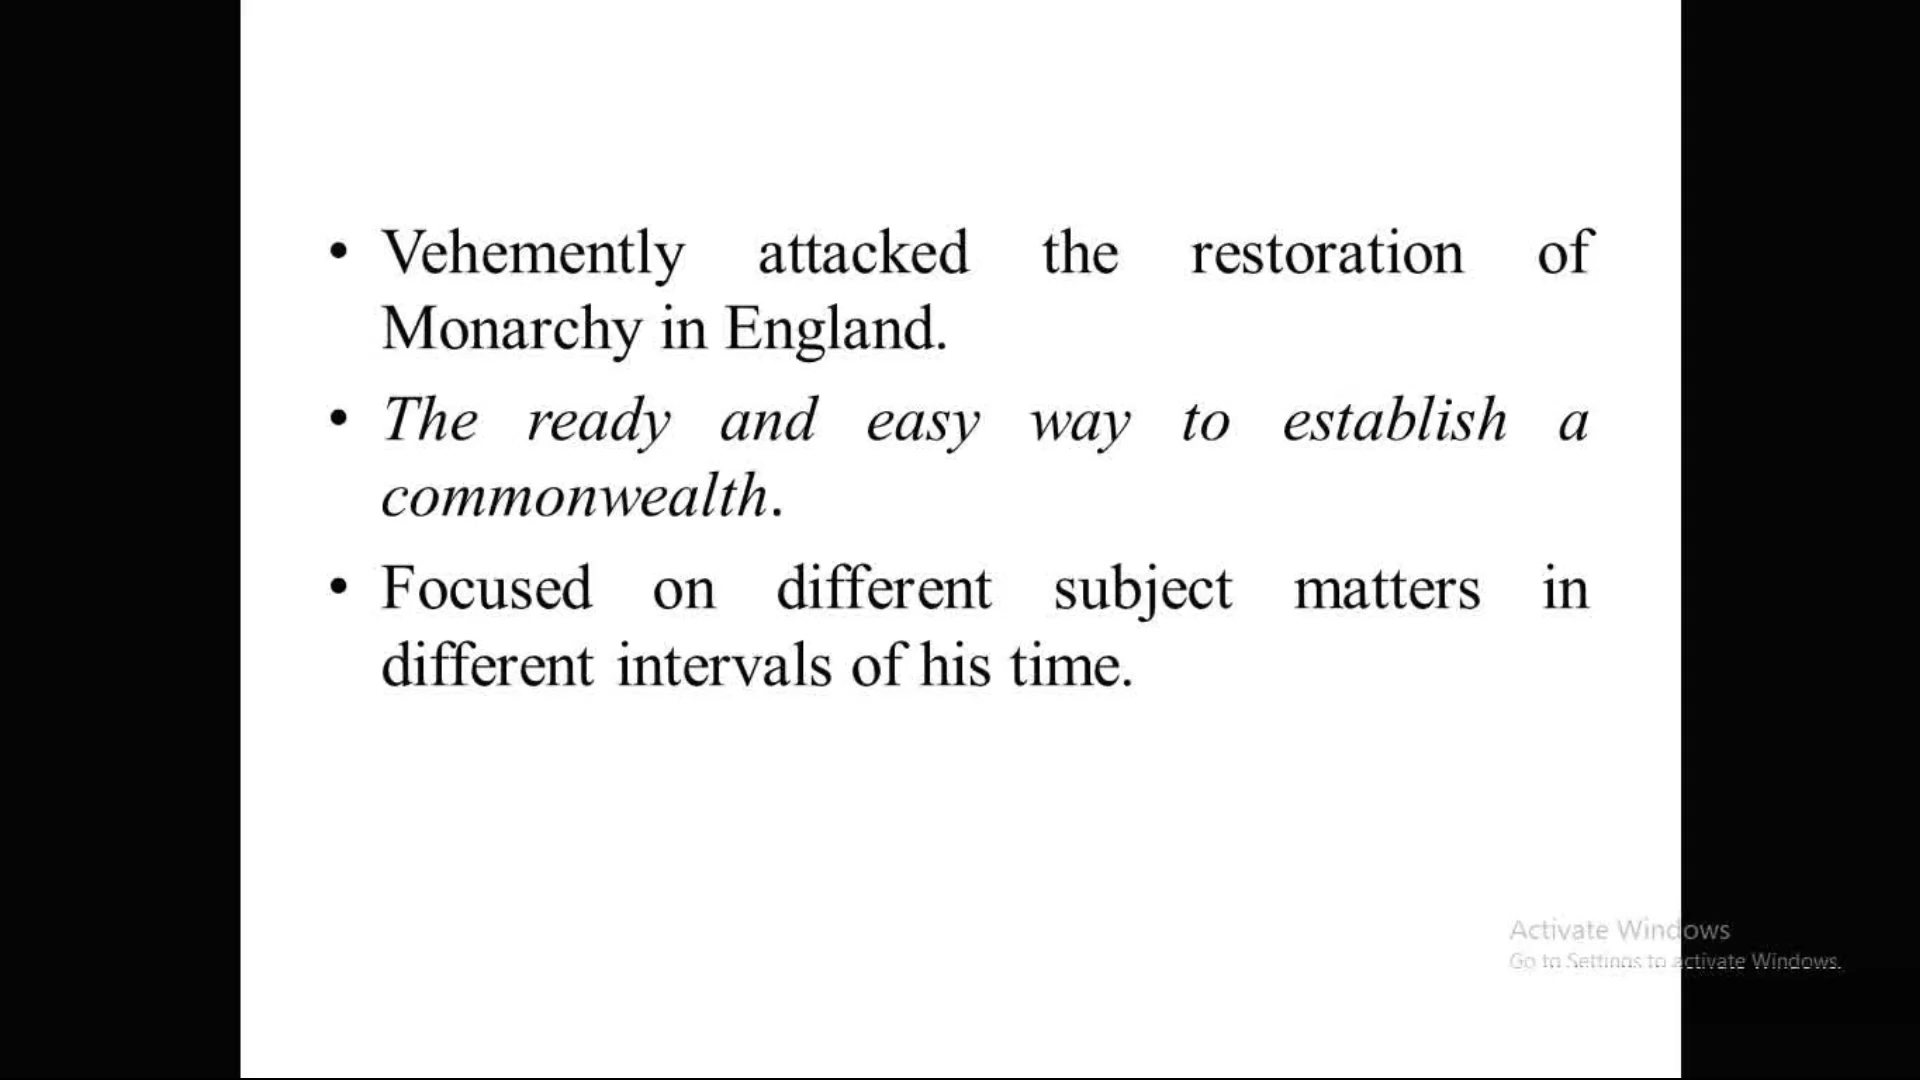 • Vehemently attacked the restoration of
Monarchy in England.
• The ready and easy way to establish a
commonwealth.
• Focused on different subject matters in
different intervals of his time.
Activate Windows
Go to Settings to activate Windows.